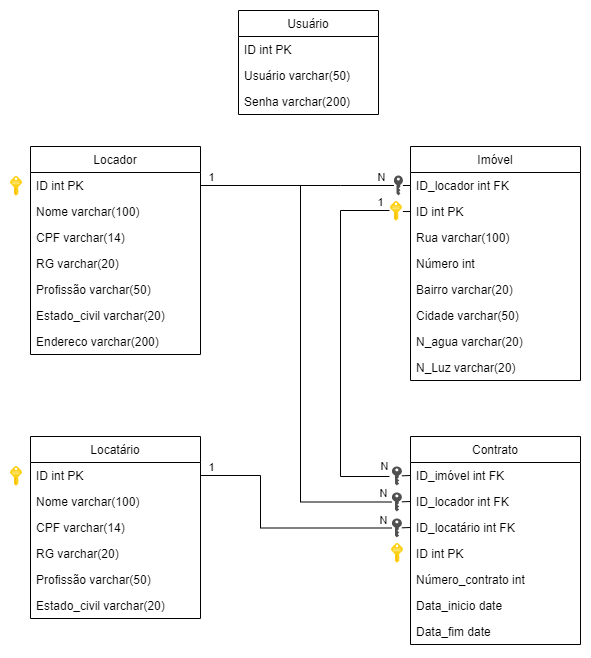 Usuário
ID int PK
Usuário varchar(50)
Senha varchar(200)
Locador
ID int PK
Nome varchar(100)
CPF varchar(14)
RG varchar(20)
Profissão varchar(50)
Estado_civil varchar(20)
Endereco varchar(200)
1
N
1
Imóvel
ID_locador int FK
ID int PK
Rua varchar(100)
Número int
Bairro varchar(20)
Cidade varchar(50)
N_agua varchar(20)
N_Luz varchar(20)
Locatário
ID int PK
Nome varchar(100)
CPF varchar(14)
RG varchar(20)
Profissão varchar(50)
Estado_civil varchar(20)
1
N
N
N
Contrato
ID_imóvel int FK
ID_locador int FK
ID_locatário int FK
ID int PK
Número_contrato int
Data_inicio date
Data_fim date